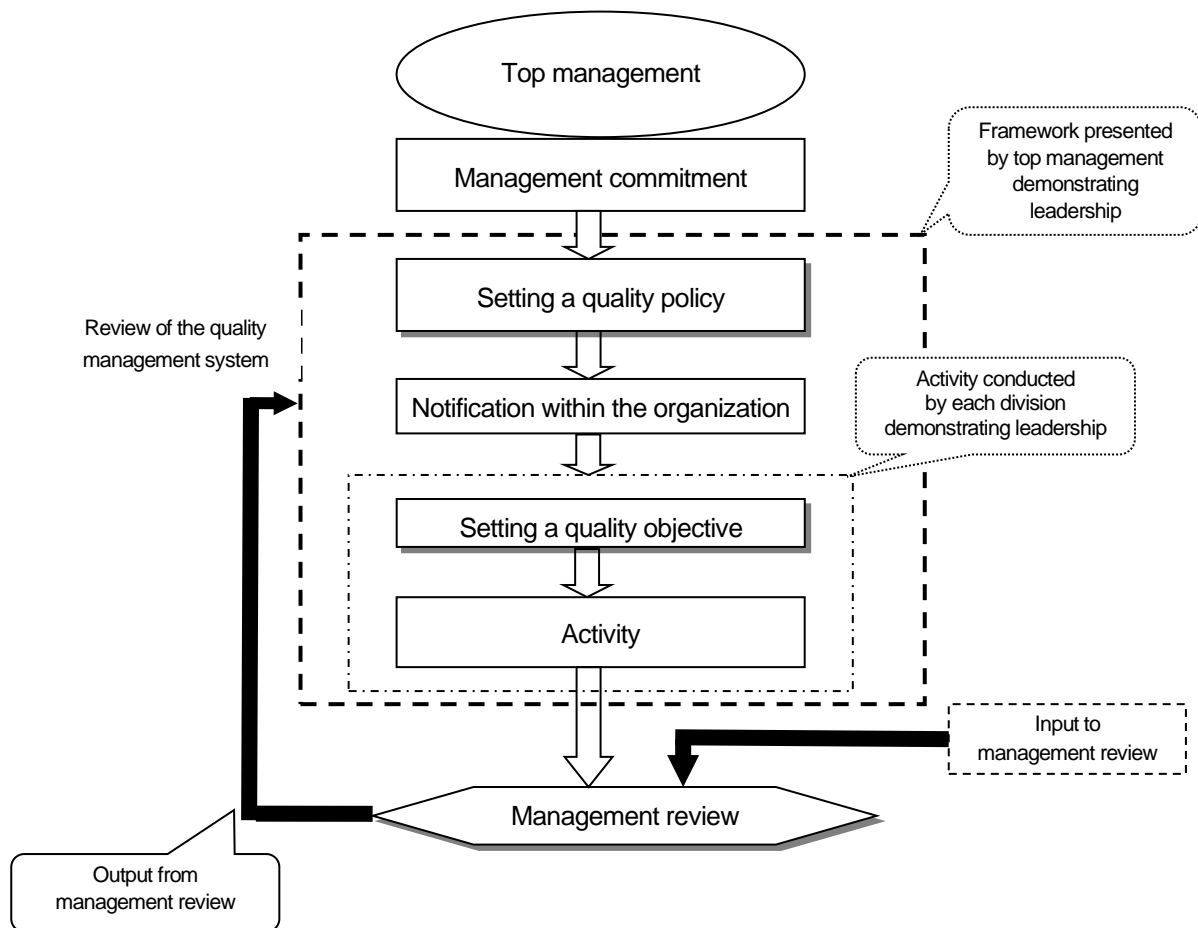 Top management
Framework presented
by top management
demonstrating
leadership
Management commitment
Setting a quality policy
Review of the quality
management system
Notification within the organization
Activity conducted
by each division
demonstrating leadership
Setting a quality objective
Activity
Input to
management review
Management review
Output from
management review